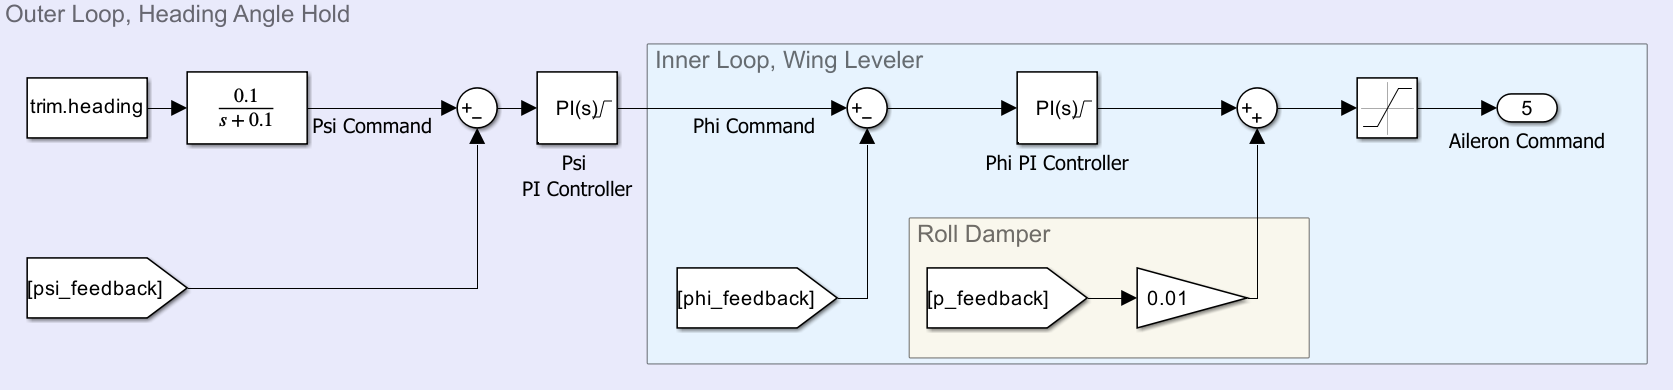 Outer Loop, Heading Angle Hold
Inner Loop, Wing Leveler
trim.heading
0.1
s + 0.1
Psi Command
+
−
PI(s)
Psi
PI Controller
Phi Command
+
−
PI(s)
Phi PI Controller
+
+
5
Aileron Command
Roll Damper
[psi_feedback]
[phi_feedback]
[p_feedback]
0.01